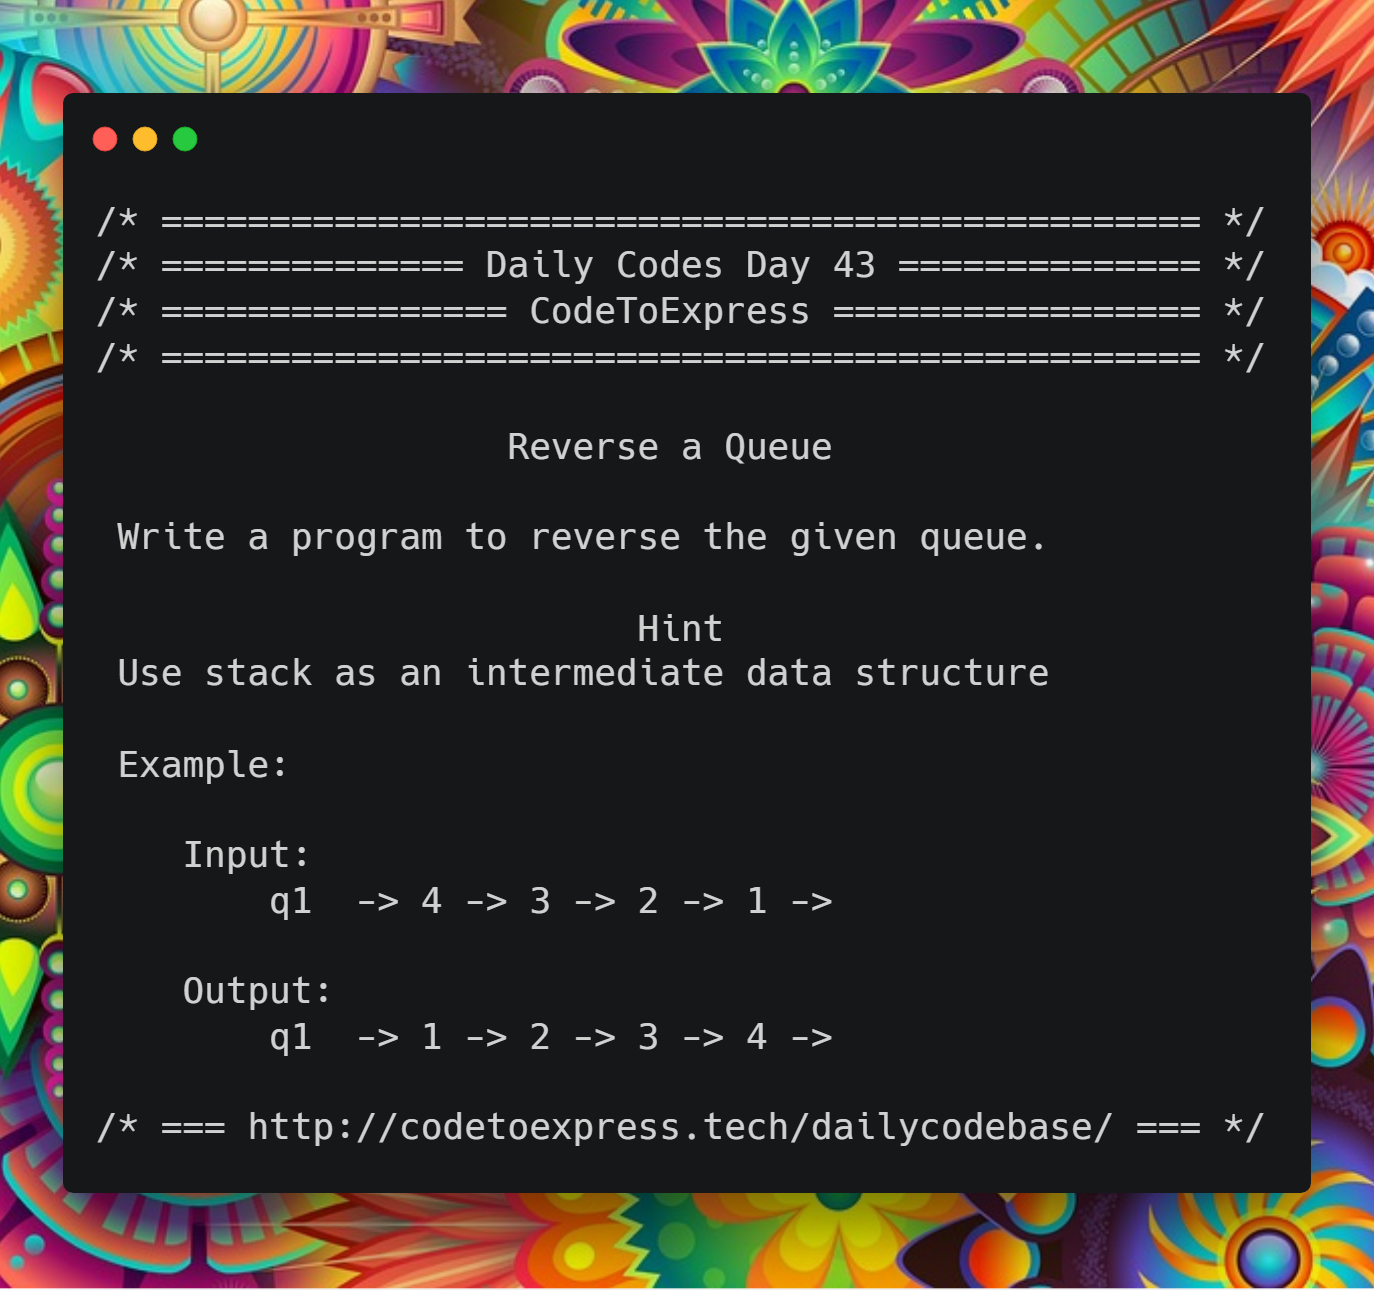 /* ================================================ */
/* ============== Daily Codes Day 43 ============== */
/* ================ CodeToExpress ================= */
/* ================================================ */
Reverse a Queue
Write a program to reverse the given queue.
Hint
Use stack as an intermediate data structure
Example:
Input:
q1  -> 4 -> 3 -> 2 -> 1 ->
Output:
q1  -> 1 -> 2 -> 3 -> 4 ->
/* === http://codetoexpress.tech/dailycodebase/ === */